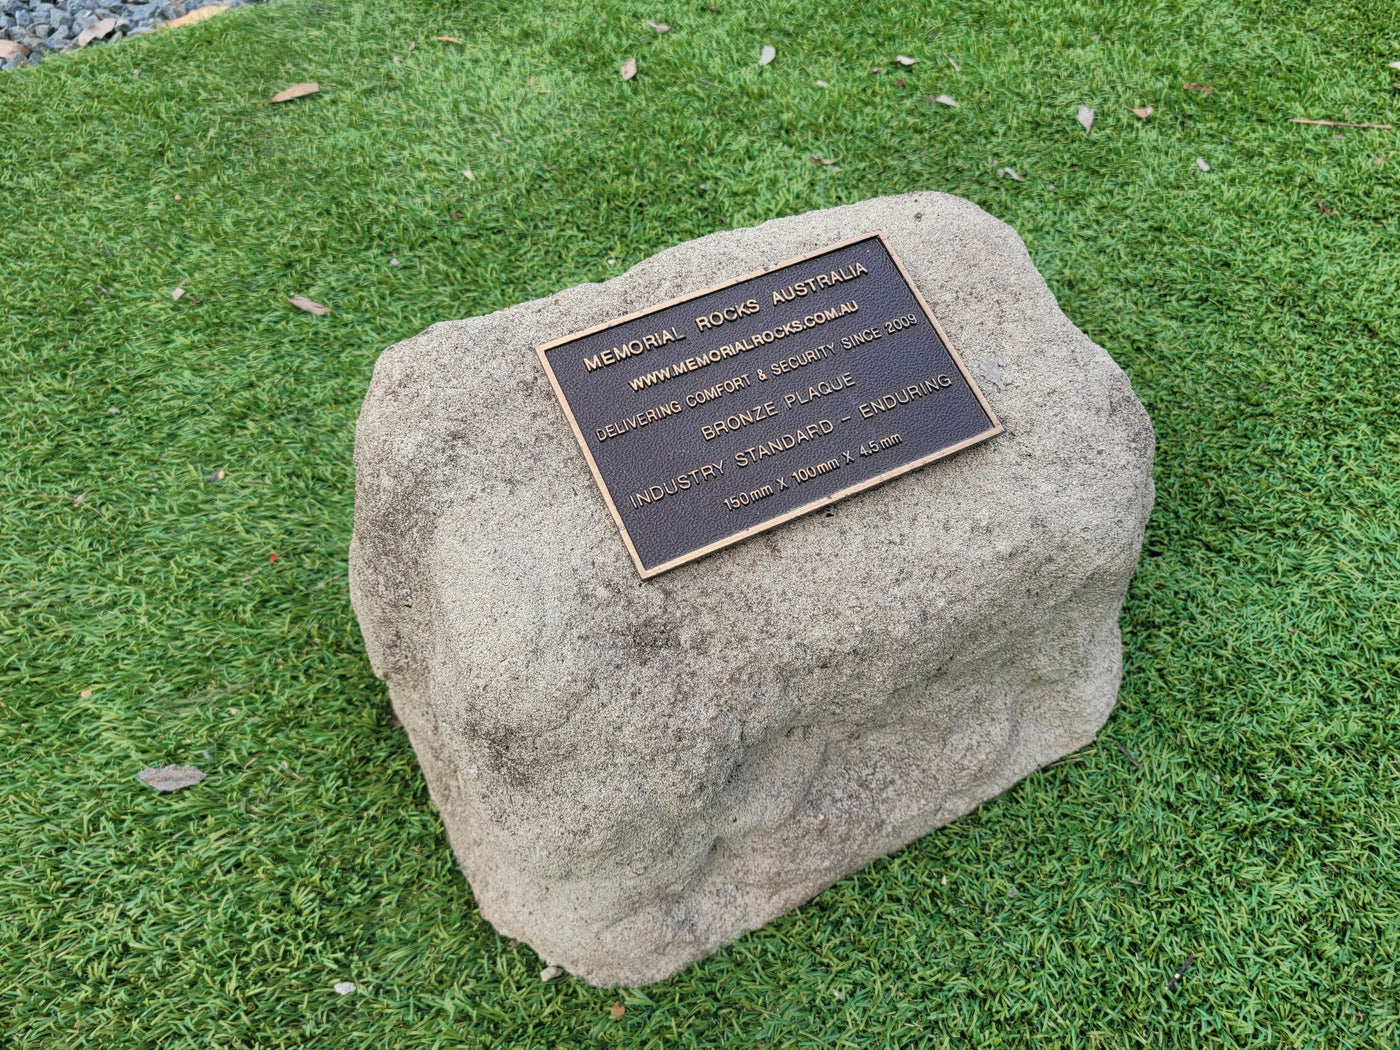 MEMORIAL ROCKS AUSTRALIA
WWW.MEMORIALROCKS.COM.AU
DELIVERING COMFORT & SECURITY SINCE 2009
BRONZE PLAQUE
INDUSTRY STANDARD – ENDURING
150mm X 100mm X 4.5mm